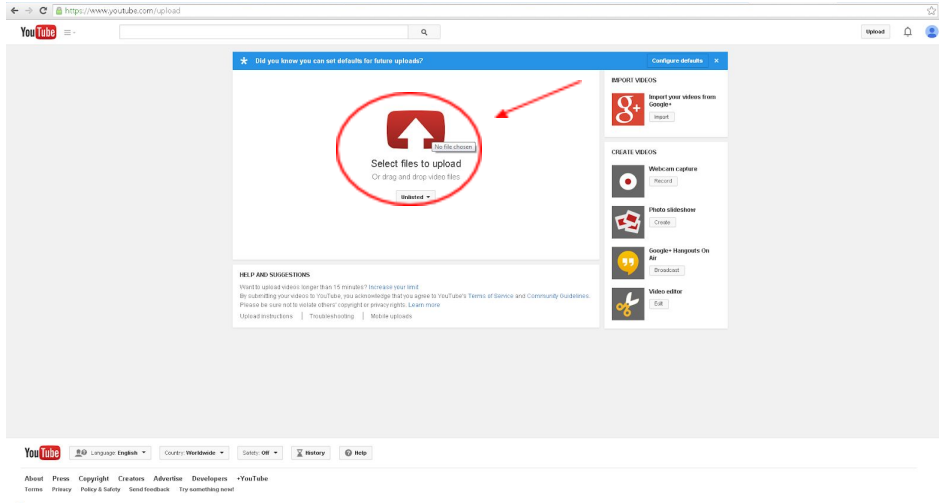 https://www.youtube.com/upload
YouTube
Upload
Did you know you can set defaults for future uploads?
Configure defaults ×
No file chosen
Select files to upload
Or drag and drop video files
Unlisted
IMPORT VIDEOS
Import your videos from
Google+
Import
CREATE VIDEOS
Webcam capture
Record
Photo slideshow
Create
Google+ Hangouts On
Air
Broadcast
Video editor
Edit
HELP AND SUGGESTIONS
Want to upload videos longer than 15 minutes? Increase your limit
By submitting your videos to YouTube, you acknowledge that you agree to YouTube's Terms of Service and Community Guidelines.
Please be sure not to violate others' copyright or privacy rights. Learn more
Upload instructions | Troubleshooting | Mobile uploads
YouTube
Language: English
Country: Worldwide
Safety: Off
History
Help
About Press Copyright Creators Advertise Developers +YouTube
Terms Privacy Policy & Safety Send feedback Try something new!